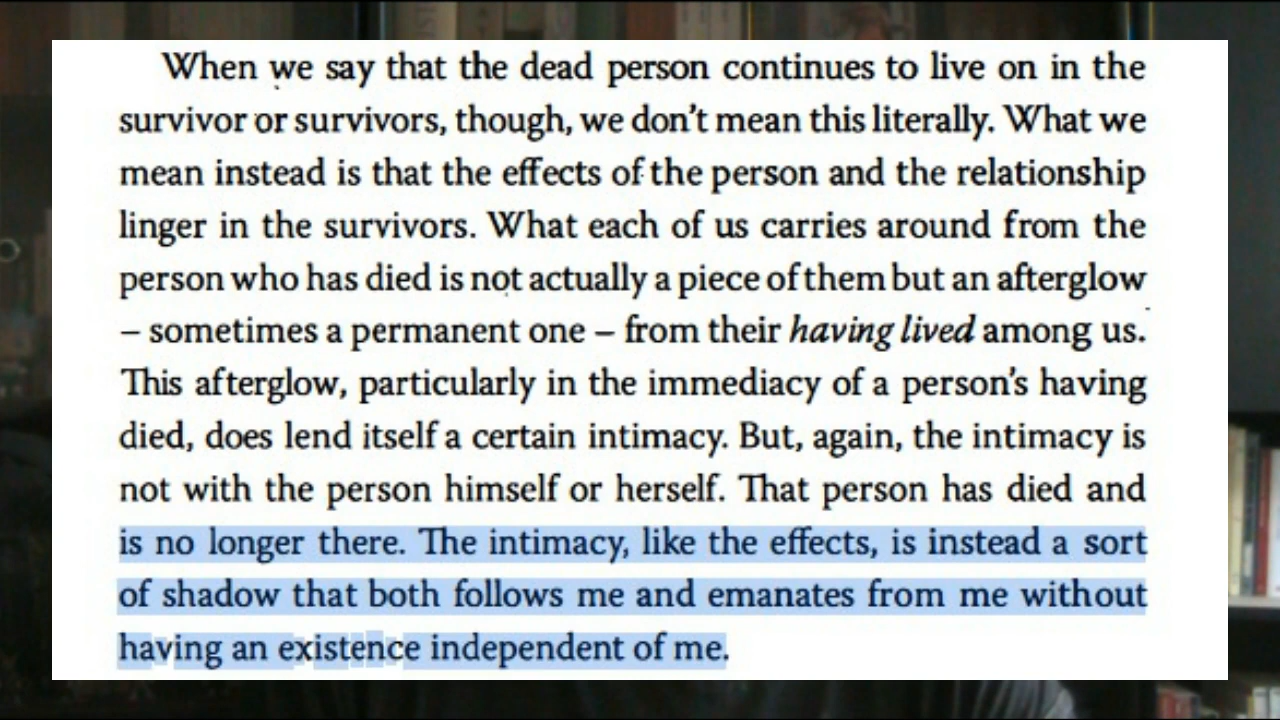 When we say that the dead person continues to live on in the
survivor or survivors, though, we don't mean this literally. What we
mean instead is that the effects of the person and the relationship
linger in the survivors. What each of us carries around from the
person who has died is not actually a piece of them but an afterglow
– sometimes a permanent one – from their having lived among us.
This afterglow, particularly in the immediacy of a person's having
died, does lend itself a certain intimacy. But, again, the intimacy is
not with the person himself or herself. That person has died and
is no longer there. The intimacy, like the effects, is instead a sort
of shadow that both follows me and emanates from me without
having an existence independent of me.